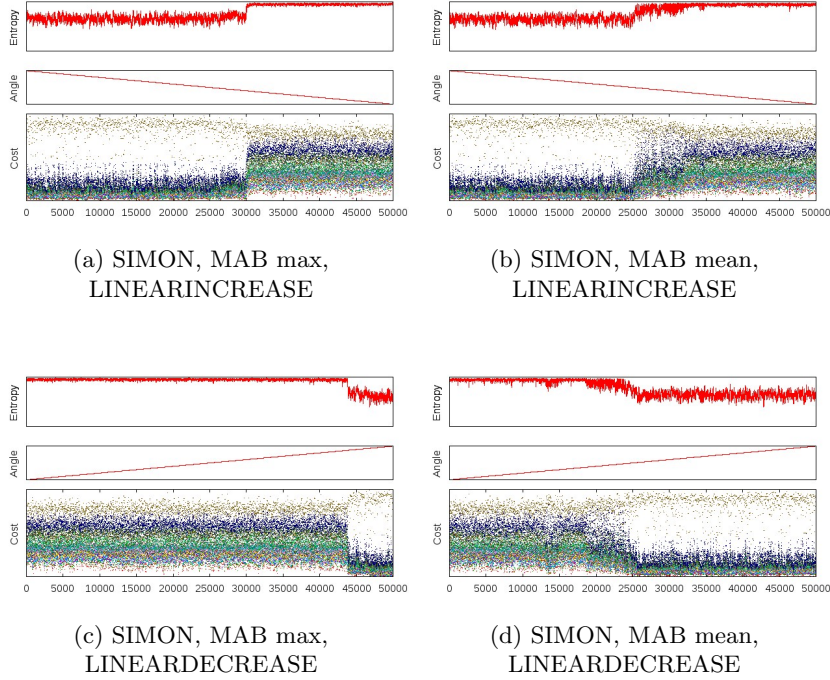 Entropy
Entropy
Angle
Angle
Cost
Cost
0 5000 10000 15000 20000 25000 30000 35000 40000 45000 50000
0 5000 10000 15000 20000 25000 30000 35000 40000 45000 50000
(a) SIMON, MAB max,
LINEARINCREASE
(b) SIMON, MAB mean,
LINEARINCREASE
Entropy
Entropy
Angle
Angle
Cost
Cost
0 5000 10000 15000 20000 25000 30000 35000 40000 45000 50000
0 5000 10000 15000 20000 25000 30000 35000 40000 45000 50000
(c) SIMON, MAB max,
LINEARDECREASE
(d) SIMON, MAB mean,
LINEARDECREASE